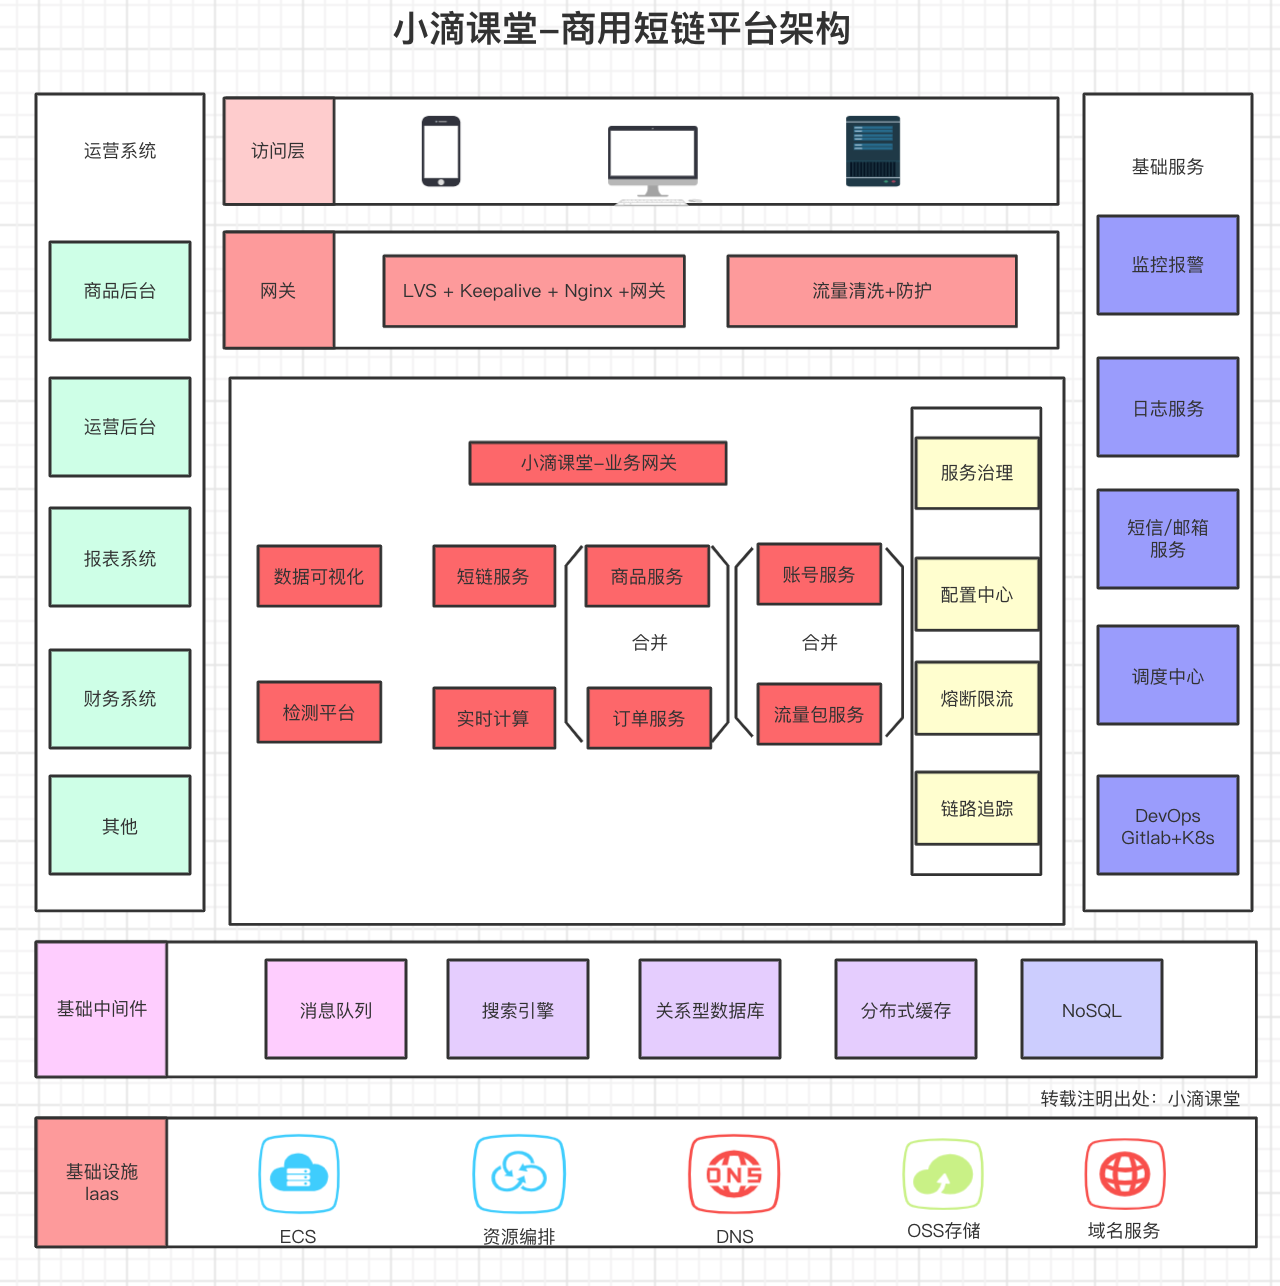 小滴课堂-商用短链平台架构
运营系统
商品后台
运营后台
报表系统
财务系统
其他
访问层
网关
LVS + Keepalive + Nginx +网关
流量清洗+防护
小滴课堂-业务网关
数据可视化
短链服务
商品服务
账号服务
合并
合并
检测平台
实时计算
订单服务
流量包服务
服务治理
配置中心
熔断限流
链路追踪
基础服务
监控报警
日志服务
短信/邮箱
服务
调度中心
DevOps
Gitlab+K8s
基础中间件
消息队列
搜索引擎
关系型数据库
分布式缓存
NoSQL
转载注明出处：小滴课堂
基础设施
Iaas
DNS
ECS
资源编排
DNS
OSS存储
域名服务